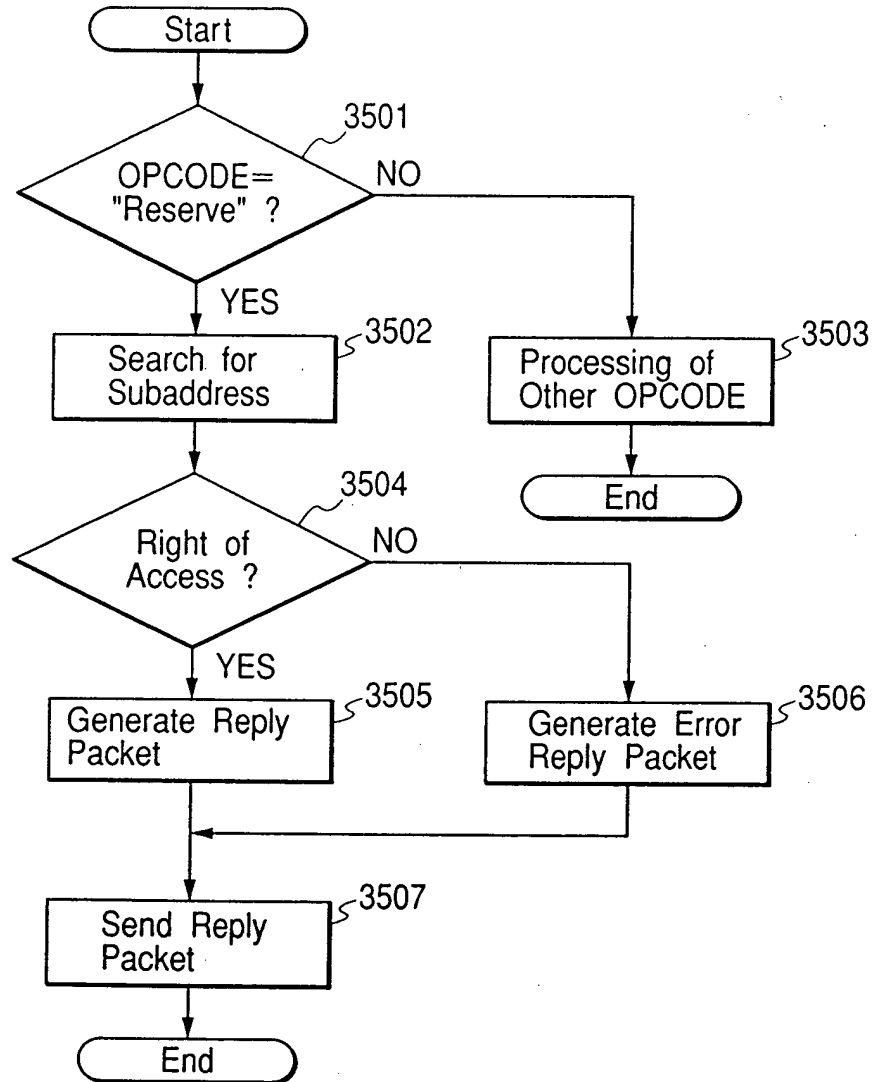 Start
3501
OPCODE=
"Reserve" ?
NO
YES
3502
Search for
Subaddress
3503
Processing of
Other OPCODE
End
3504
Right of
Access ?
NO
YES
3505
Generate Reply
Packet
3506
Generate Error
Reply Packet
3507
Send Reply
Packet
End